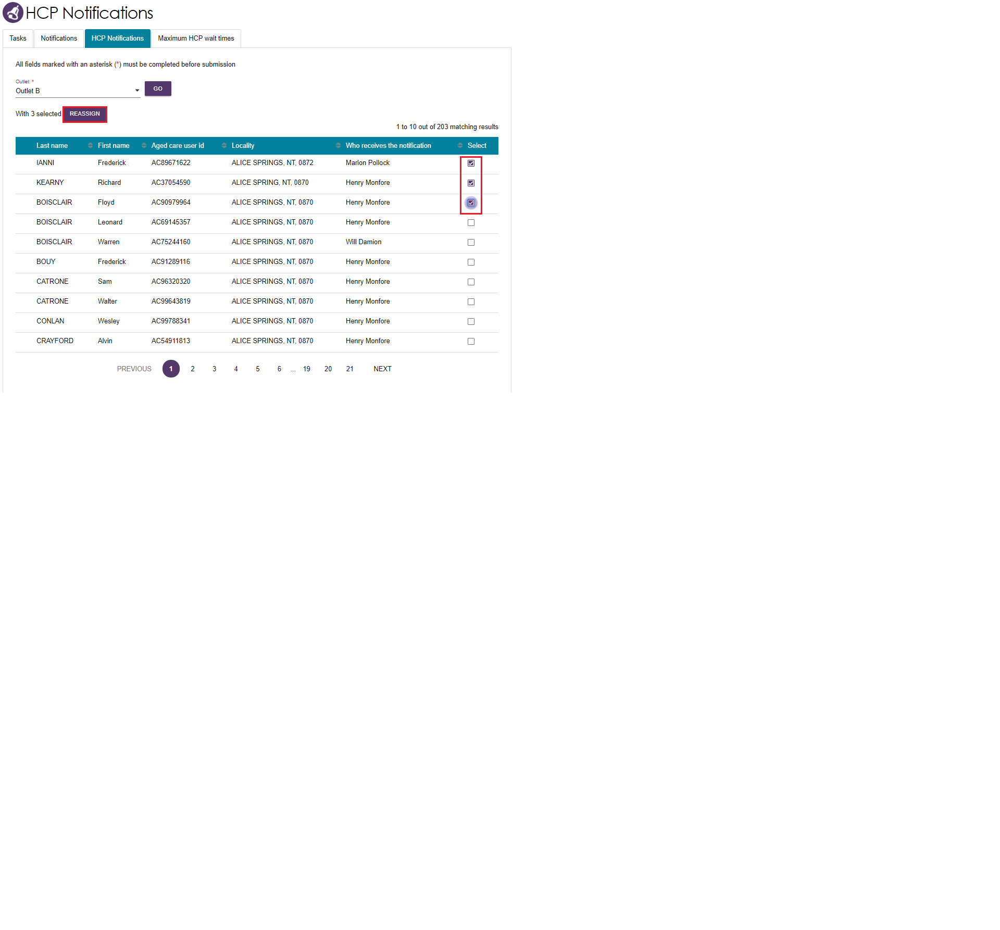 HCP Notifications
Tasks Notifications HCP Notifications Maximum HCP wait times
All fields marked with an asterisk (*) must be completed before submission
Outlet: *
Outlet B GO
With 3 selected REASSIGN
1 to 10 out of 203 matching results
Last name First name Aged care user id Locality Who receives the notification Select
IANNI Frederick AC89671622 ALICE SPRINGS, NT, 0872 Marion Pollock
KEARNY Richard AC37054590 ALICE SPRING, NT, 0870 Henry Monfore
BOISCLAIR Floyd AC90979964 ALICE SPRINGS, NT, 0870 Henry Monfore
BOISCLAIR Leonard AC69145357 ALICE SPRINGS, NT, 0870 Henry Monfore
BOISCLAIR Warren AC75244160 ALICE SPRINGS, NT, 0870 Will Damion
BOUY Frederick AC91289116 ALICE SPRINGS, NT, 0870 Henry Monfore
CATRONE Sam AC96320320 ALICE SPRINGS, NT, 0870 Henry Monfore
CATRONE Walter AC99643819 ALICE SPRINGS, NT, 0870 Henry Monfore
CONLAN Wesley AC99788341 ALICE SPRINGS, NT, 0870 Henry Monfore
CRAYFORD Alvin AC54911813 ALICE SPRINGS, NT, 0870 Henry Monfore
PREVIOUS 1 2 3 4 5 6 ... 19 20 21 NEXT